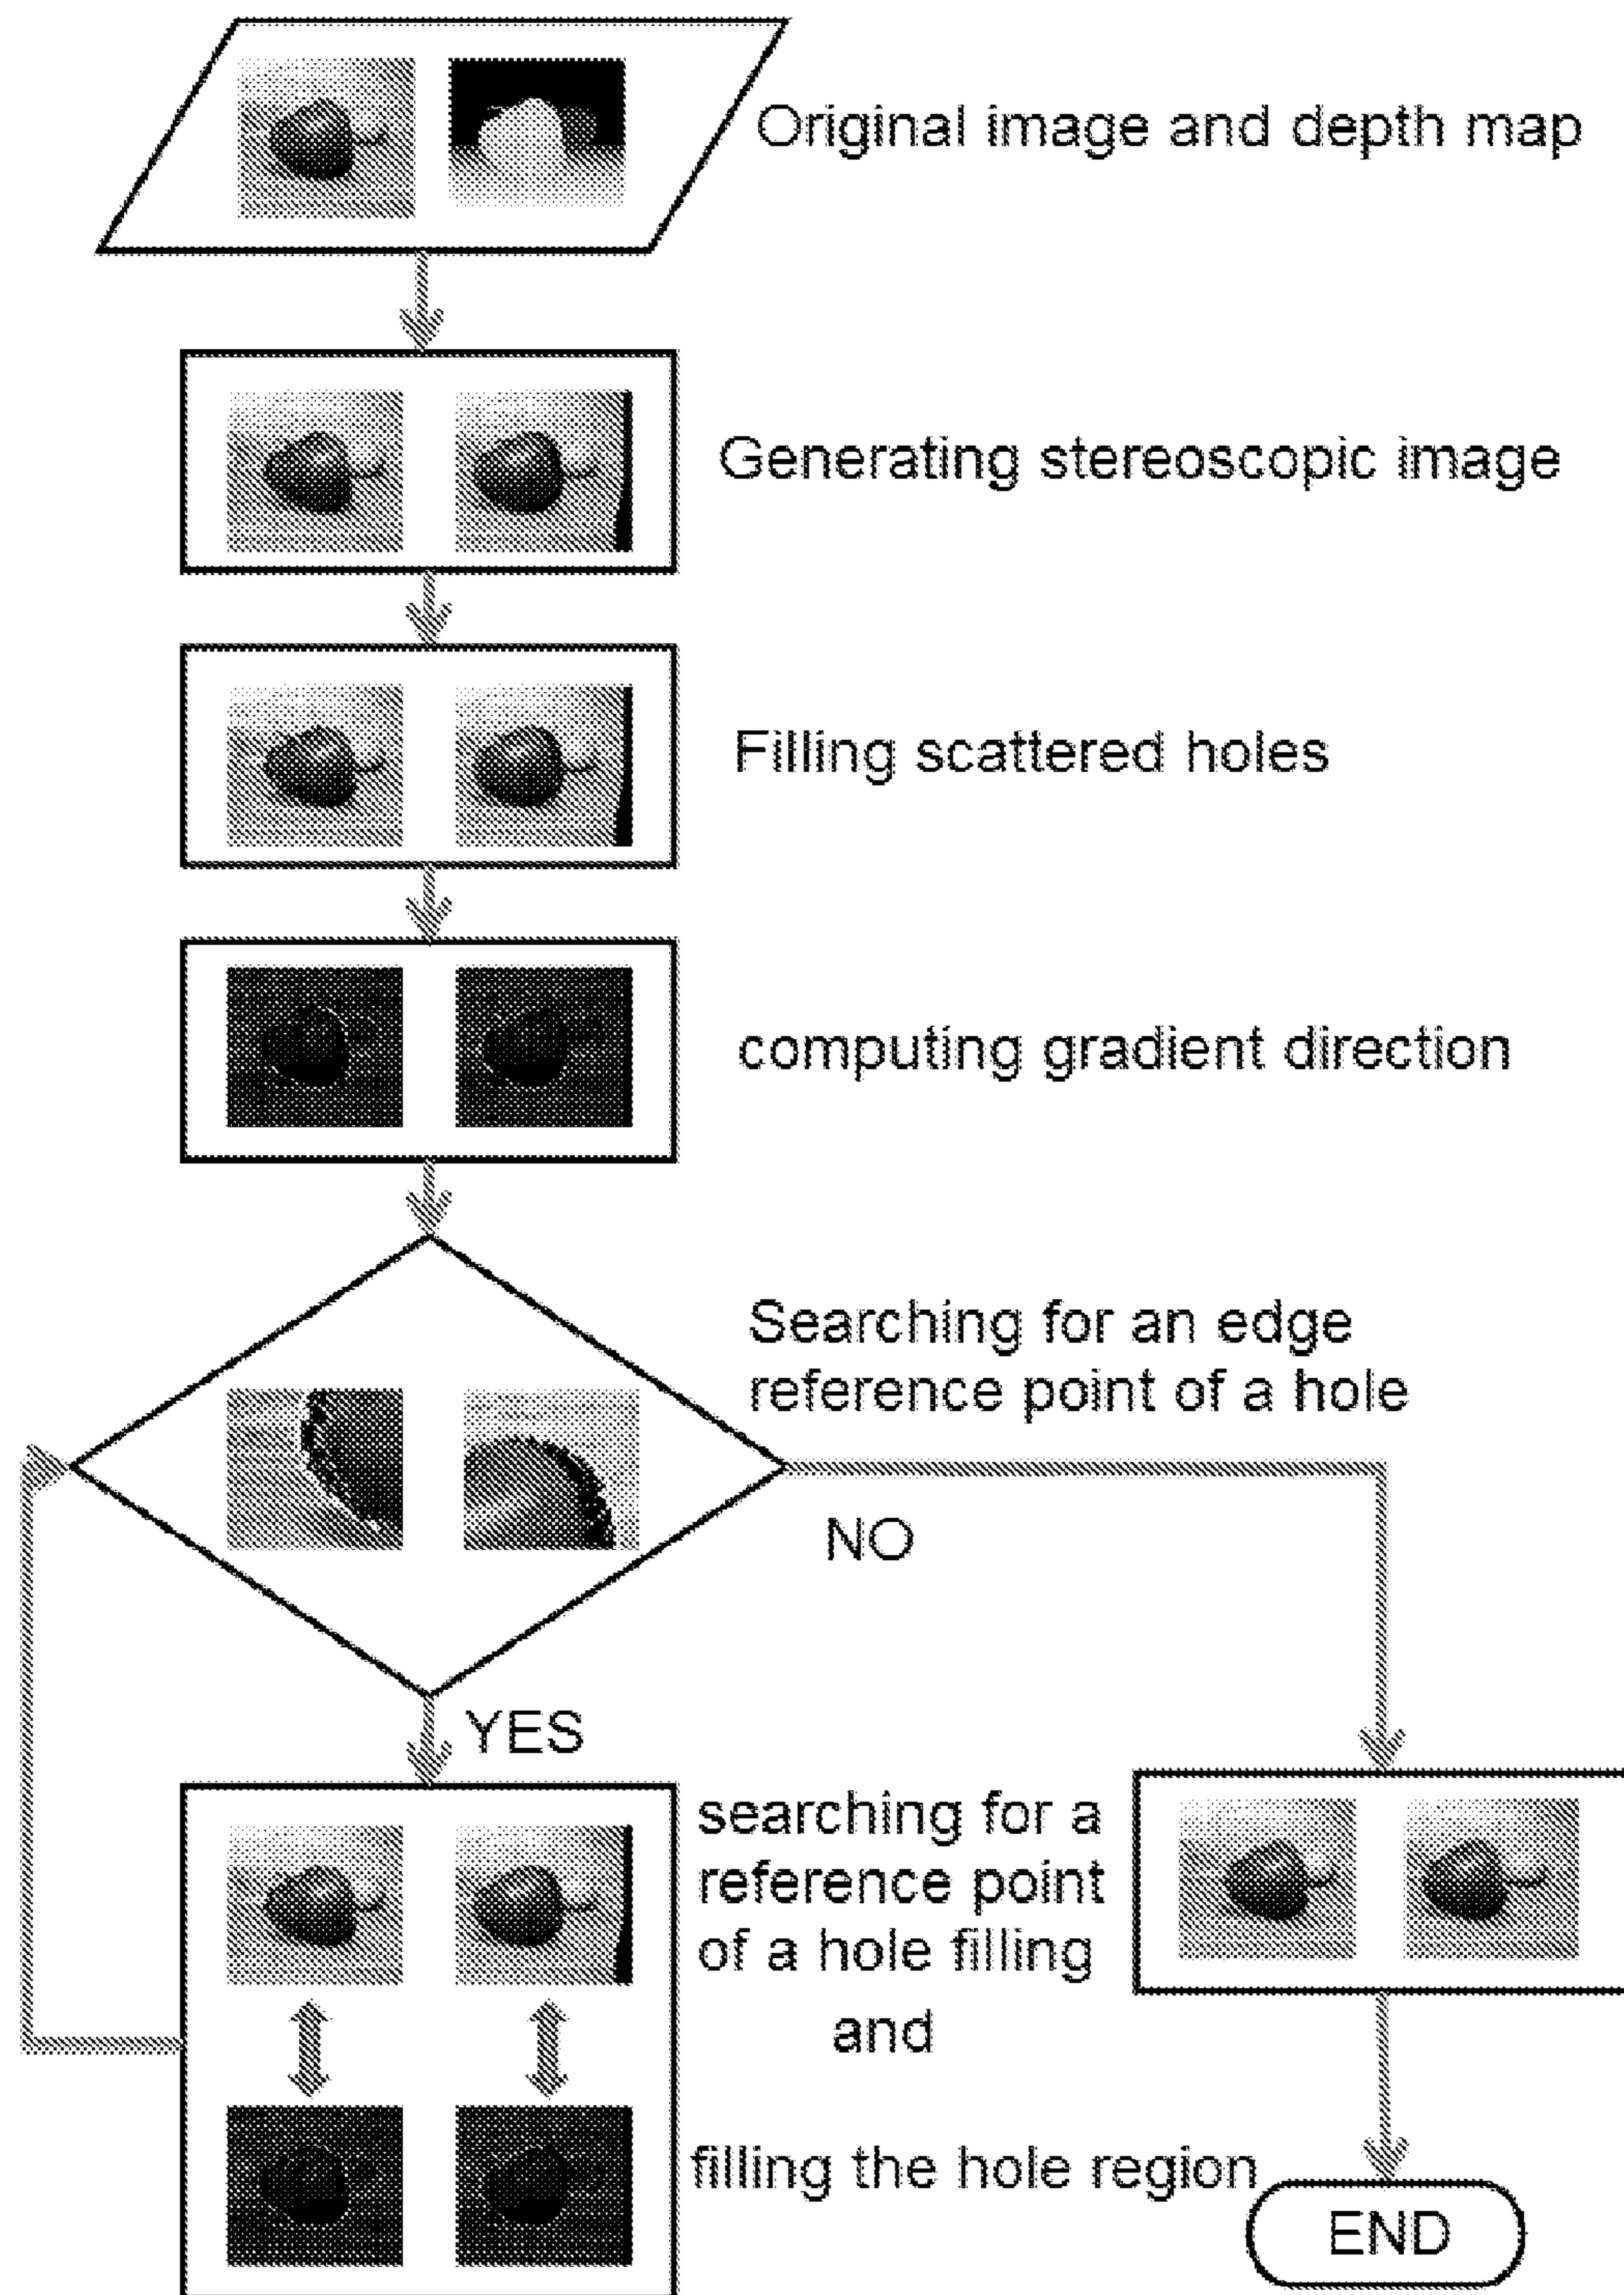 Original image and depth map
Generating stereoscopic image
Filling scattered holes
computing gradient direction
Searching for an edge
reference point of a hole
NO
YES
searching for a
reference point
of a hole filling
and
filling the hole region
END